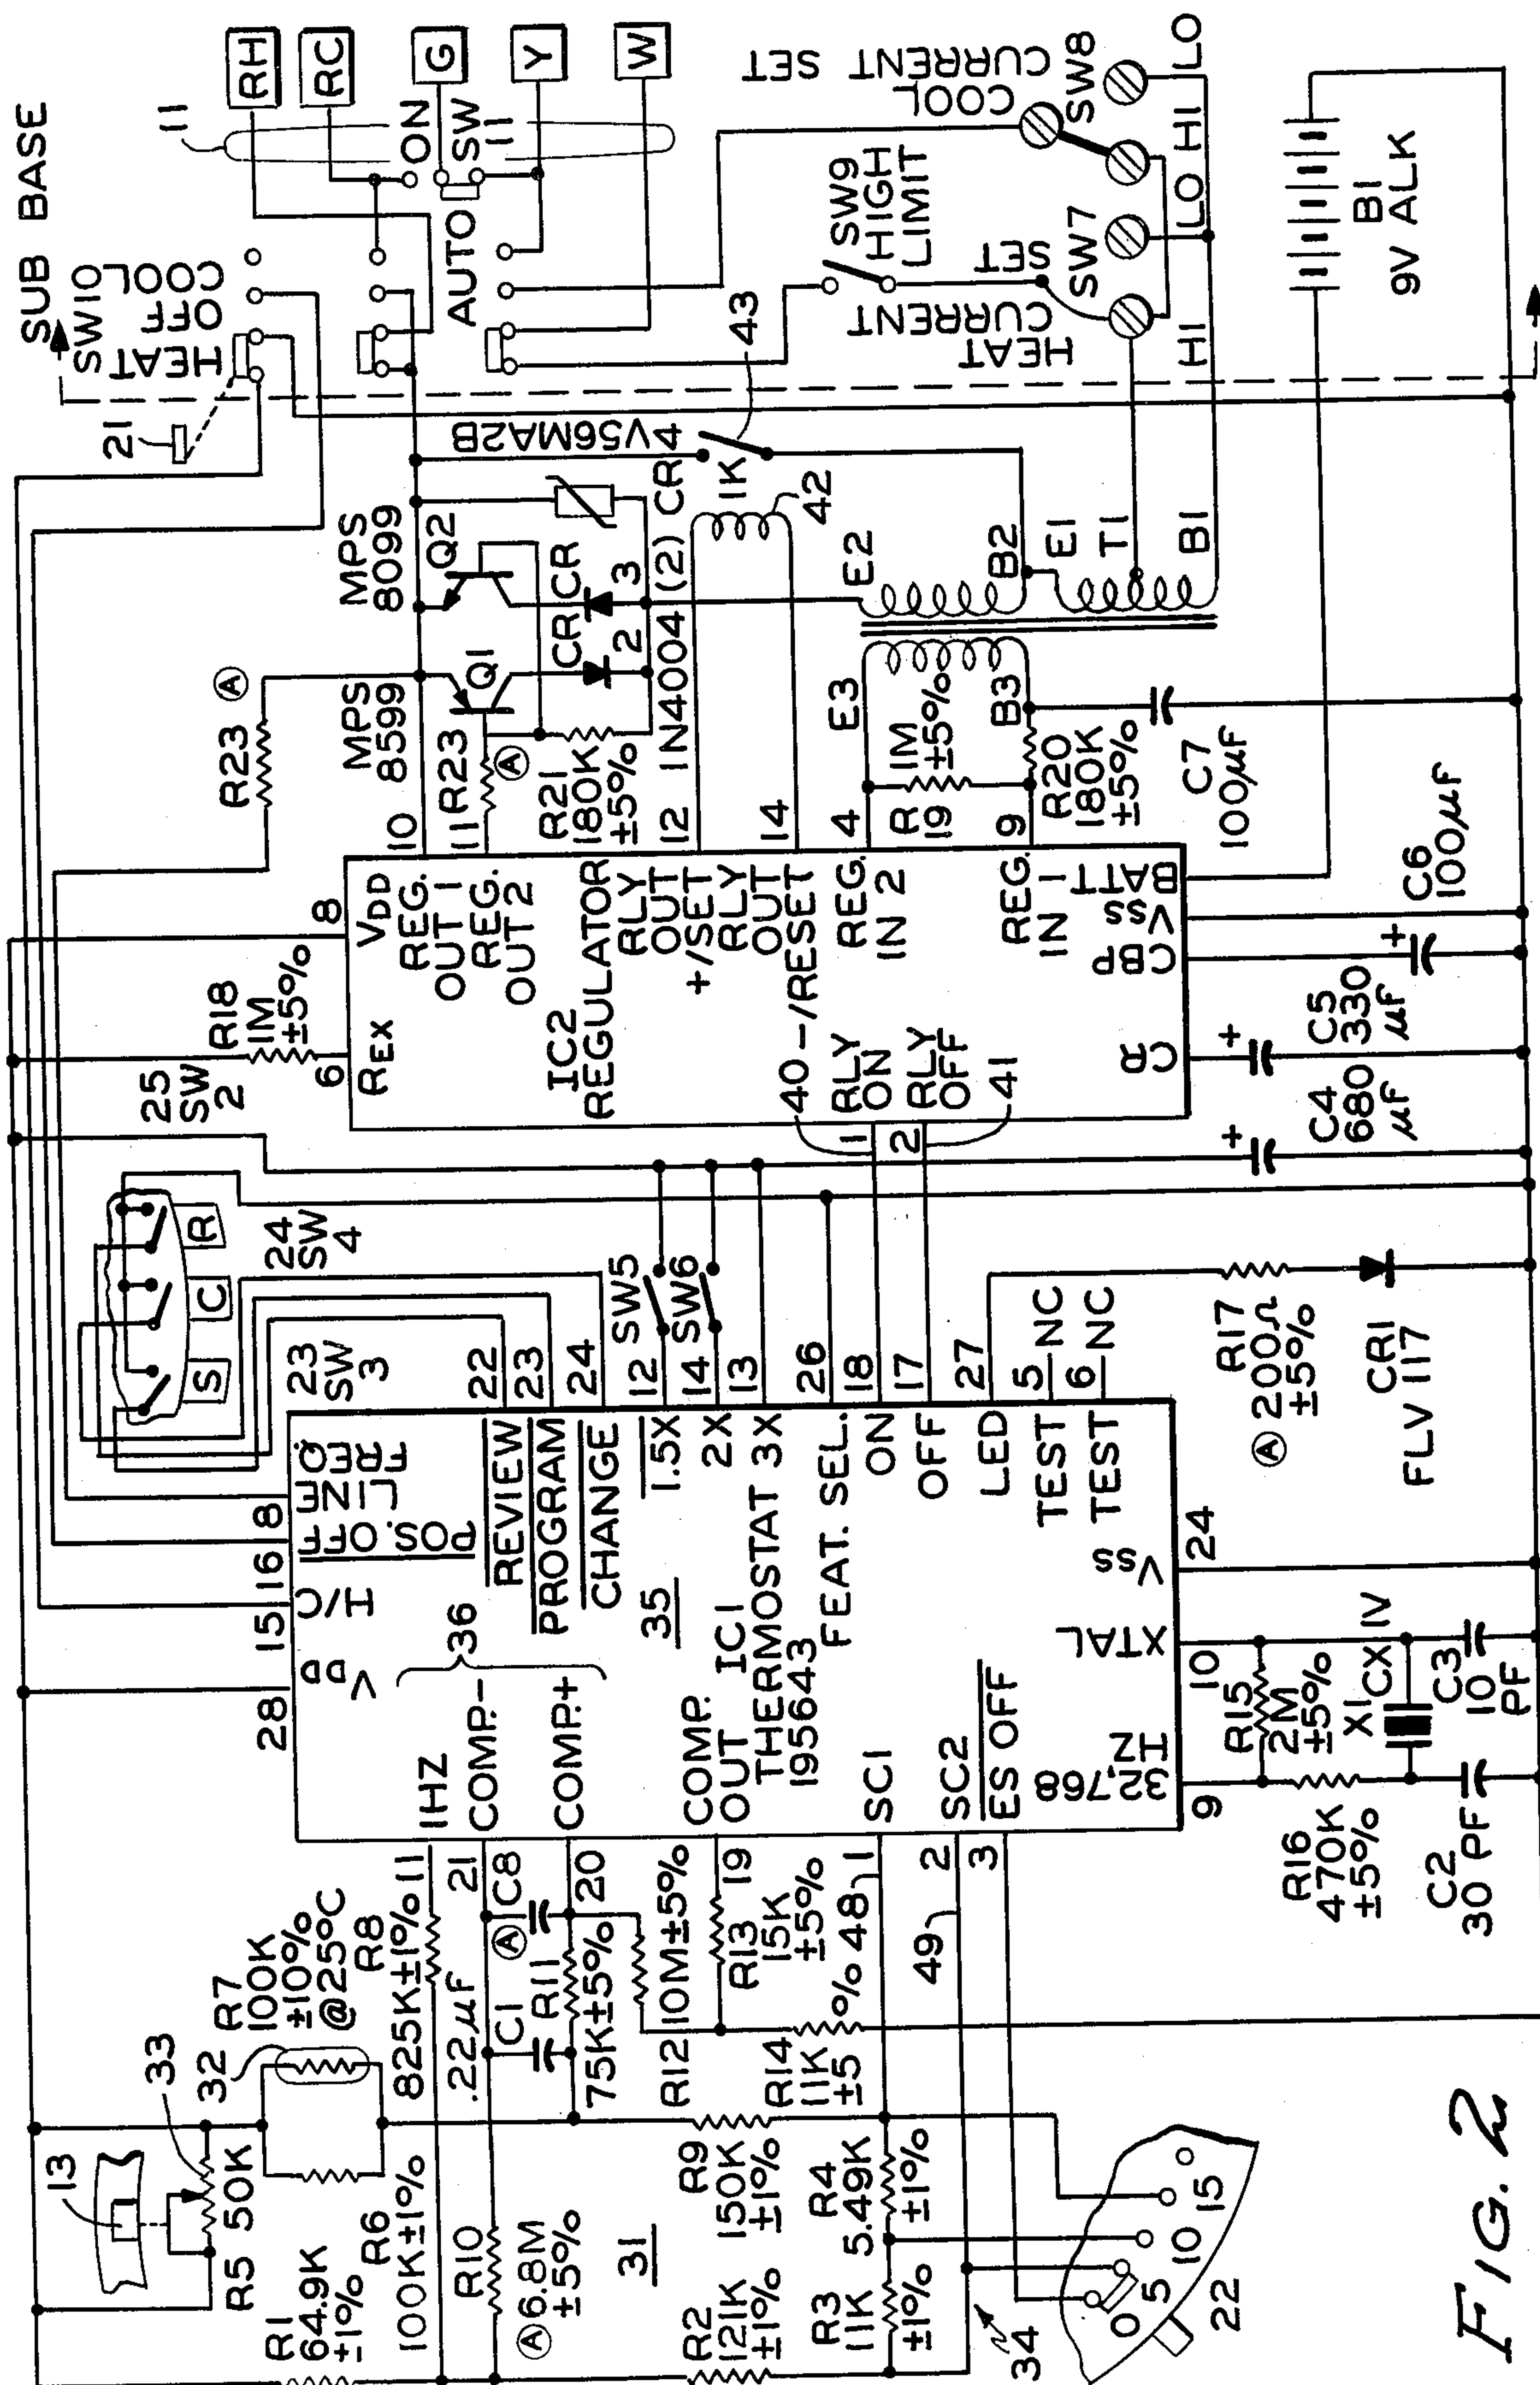 SUB BASE
SW10
HEAT
OFF
COOL
11
RH
RC
G
Y
W
ON
SW
11
AUTO
21
SW9
HIGH
LIMIT
HEAT
CURRENT
SET
SW7
HI
LO
COOL
CURRENT SET
SW8
HI
LO
43
B1
9V ALK
R23
Ⓐ
MPS
8599
Q1
MPS
8099
Q2
CR
2
CR
3
1N4004 (2)
CR
4
V56MA2B
1K
42
10
11
R23
Ⓐ
R21
180K
±5%
12
14
E3
B3
E2
B2
E1
T1
B1
4
R
19
1M
±5%
9
R20
180K
±5%
C7
100µF
8
R18
1M
±5%
6
25
SW
2
VDD
REX
REG.
OUT 1
REG.
OUT 2
IC2
REGULATOR
RLY
OUT
+/SET
RLY
OUT
-/RESET
REG.
IN 2
REG.
IN 1
RLY
ON
RLY
OFF
BATT
VSS
CBP
CR
40
1
2
41
C6
100µF
C5
330
µF
C4
680
µF
S
C
R
23
SW
3
24
SW
4
22
23
24
SW5
12
SW6
14
13
26
18
17
27
5
NC
6
NC
R17
Ⓐ 200Ω
±5%
CR1
FLV 117
28
15
16
8
VDD
H/C
POS. OFF
LINE
FREQ.
REVIEW
PROGRAM
CHANGE
1HZ
COMP.-
COMP.+
36
35
1.5X
2X
3X
FEAT. SEL.
ON
OFF
LED
TEST
TEST
COMP.
OUT
IC1
THERMOSTAT
195643
SC1
SC2
ES OFF
32,768
HZ
XTAL
VSS
9
10
24
R15
2M
±5%
X1
CX IV
C3
10
PF
R16
470K
±5%
C2
30 PF
13
33
32
R7
100K
±10%
@25°C
R5 50K
R1
64.9K
±1%
R6
100K±1%
R8
825K±1%
11
21
20
19
1
2
3
.22µF
C1
Ⓐ C8
R11
75K±5%
R10
Ⓐ 6.8M
±5%
R12 10M±5%
R13
15K
±5%
R14
11K
±5 %
48
49
31
R9
150K
±1%
R2
121K
±1%
R4
5.49K
±1%
R3
11K
±1%
34
0
5
10
15
22
FIG. 2